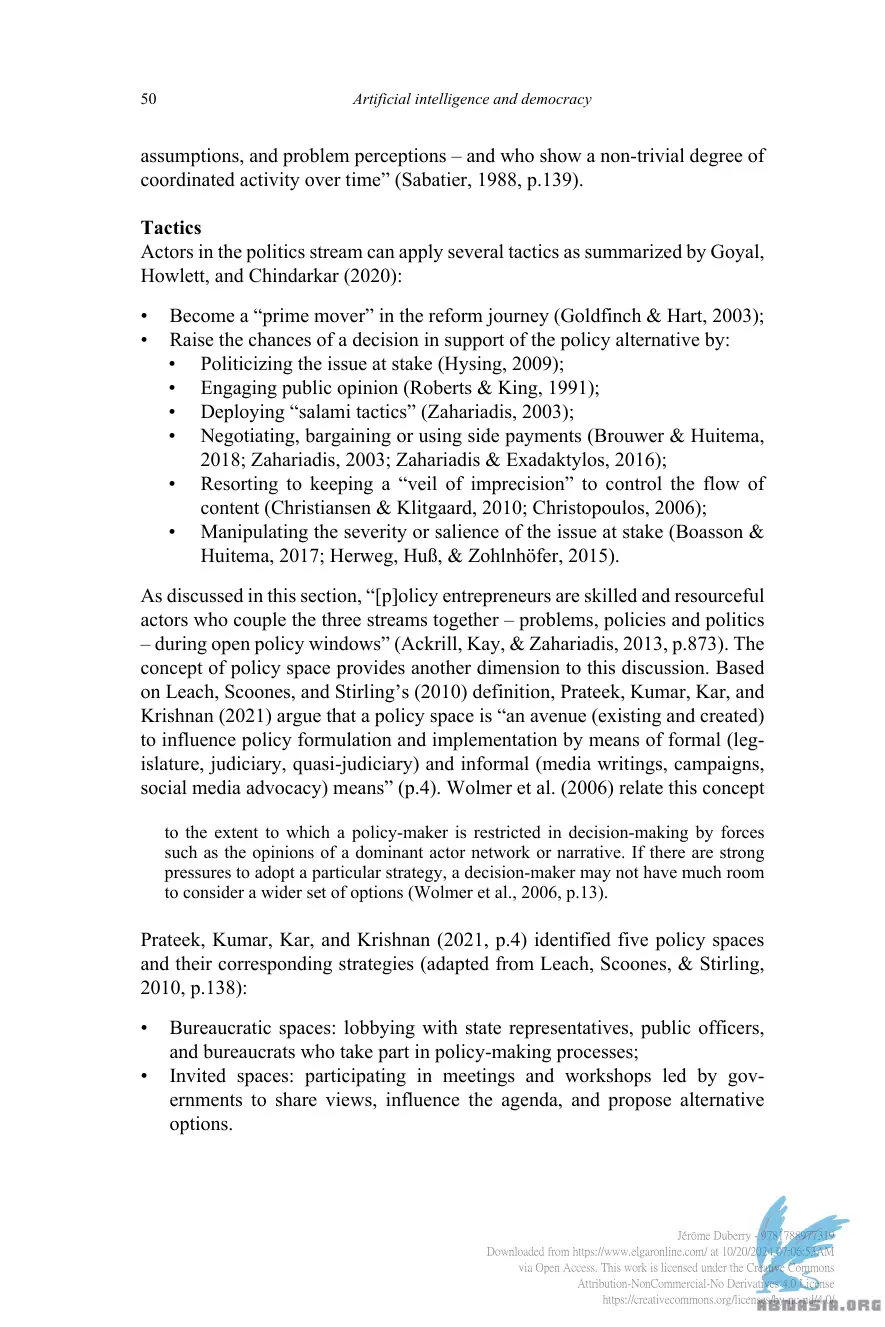 50 Artificial intelligence and democracy
assumptions, and problem perceptions – and who show a non-trivial degree of
coordinated activity over time” (Sabatier, 1988, p.139).
Tactics
Actors in the politics stream can apply several tactics as summarized by Goyal,
Howlett, and Chindarkar (2020):
• Become a “prime mover” in the reform journey (Goldfinch & Hart, 2003);
• Raise the chances of a decision in support of the policy alternative by:
• Politicizing the issue at stake (Hysing, 2009);
• Engaging public opinion (Roberts & King, 1991);
• Deploying “salami tactics” (Zahariadis, 2003);
• Negotiating, bargaining or using side payments (Brouwer & Huitema,
2018; Zahariadis, 2003; Zahariadis & Exadaktylos, 2016);
• Resorting to keeping a “veil of imprecision” to control the flow of
content (Christiansen & Klitgaard, 2010; Christopoulos, 2006);
• Manipulating the severity or salience of the issue at stake (Boasson &
Huitema, 2017; Herweg, Huß, & Zohlnhöfer, 2015).
As discussed in this section, “[p]olicy entrepreneurs are skilled and resourceful
actors who couple the three streams together – problems, policies and politics
– during open policy windows” (Ackrill, Kay, & Zahariadis, 2013, p.873). The
concept of policy space provides another dimension to this discussion. Based
on Leach, Scoones, and Stirling’s (2010) definition, Prateek, Kumar, Kar, and
Krishnan (2021) argue that a policy space is “an avenue (existing and created)
to influence policy formulation and implementation by means of formal (leg-
islature, judiciary, quasi-judiciary) and informal (media writings, campaigns,
social media advocacy) means” (p.4). Wolmer et al. (2006) relate this concept
to the extent to which a policy-maker is restricted in decision-making by forces
such as the opinions of a dominant actor network or narrative. If there are strong
pressures to adopt a particular strategy, a decision-maker may not have much room
to consider a wider set of options (Wolmer et al., 2006, p.13).
Prateek, Kumar, Kar, and Krishnan (2021, p.4) identified five policy spaces
and their corresponding strategies (adapted from Leach, Scoones, & Stirling,
2010, p.138):
• Bureaucratic spaces: lobbying with state representatives, public officers,
and bureaucrats who take part in policy-making processes;
• Invited spaces: participating in meetings and workshops led by gov-
ernments to share views, influence the agenda, and propose alternative
options.
Jérôme Duberry - 9781788977319
Downloaded from https://www.elgaronline.com/ at 10/20/2024 07:06:53AM
via Open Access. This work is licensed under the Creative Commons
Attribution-NonCommercial-No Derivatives 4.0 License
https://creativecommons.org/licenses/by-nc-nd/4.0/
ABTNASIA.ORG